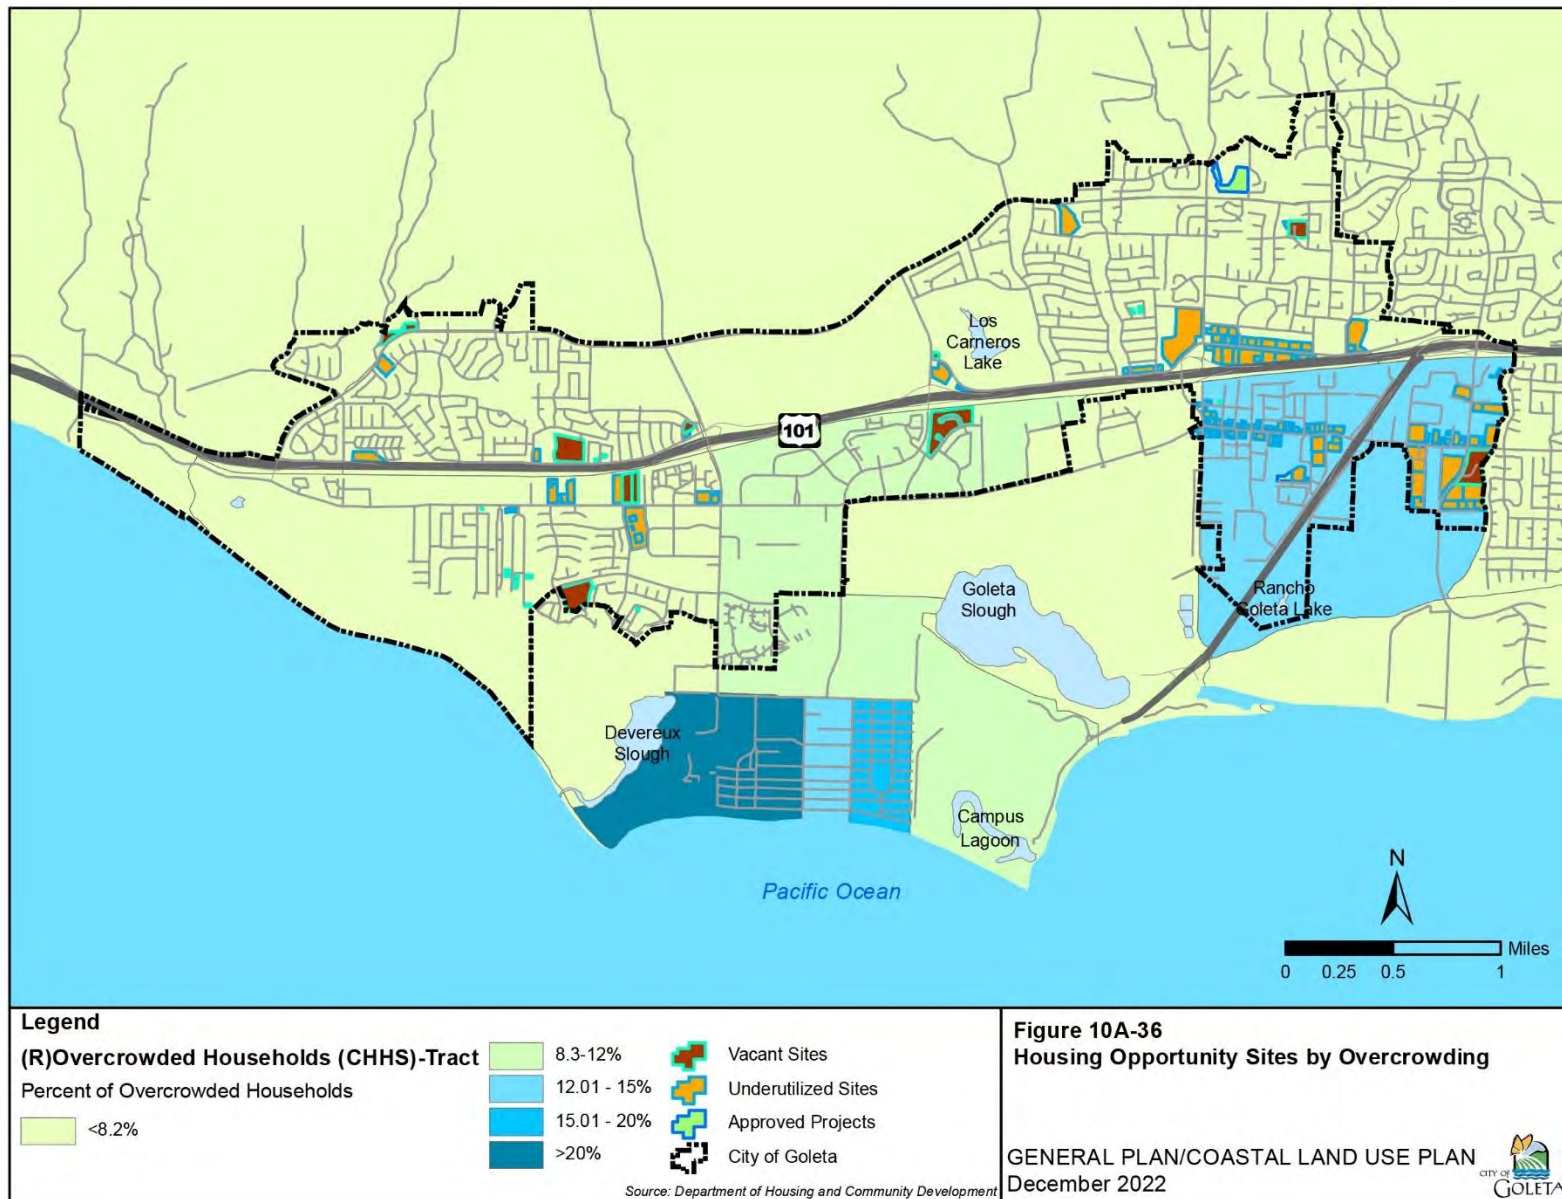 Los
Carneros
Lake
101
Goleta
Slough
Rancho
Goleta Lake
Devereux
Slough
Campus
Lagoon
Pacific Ocean
N
Miles
0 0.25 0.5 1
Legend
(R)Overcrowded Households (CHHS)-Tract
Percent of Overcrowded Households
<8.2%
8.3-12%
12.01 - 15%
15.01 - 20%
>20%
Vacant Sites
Underutilized Sites
Approved Projects
City of Goleta
Source: Department of Housing and Community Development
Figure 10A-36
Housing Opportunity Sites by Overcrowding
GENERAL PLAN/COASTAL LAND USE PLAN
December 2022
CITY OF
GOLETA